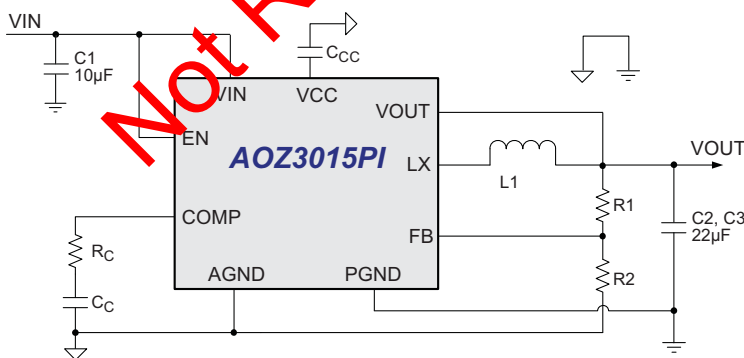 VIN
C1
10µF
CCC
Not R
VIN
VCC
VOUT
EN
AOZ3015PI
LX
L1
VOUT
COMP
R1
C2, C3
22µF
FB
RC
AGND
PGND
R2
CC